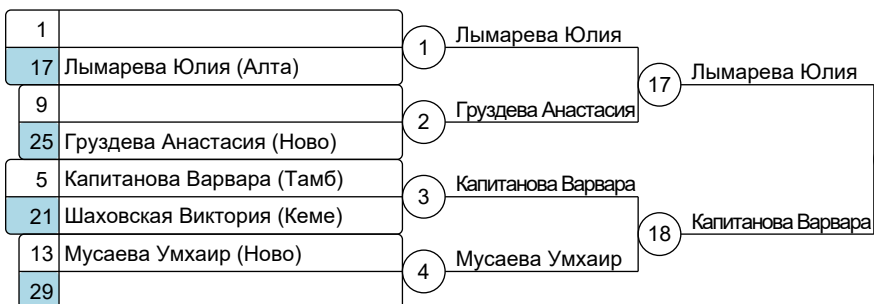 1
17 Лымарева Юлия (Алта)
9
25 Груздева Анастасия (Ново)
5 Капитанова Варвара (Тамб)
21 Шаховская Виктория (Кеме)
13 Мусаева Умхаир (Ново)
29
1 Лымарева Юлия
2 Груздева Анастасия
3 Капитанова Варвара
4 Мусаева Умхаир
17 Лымарева Юлия
18 Капитанова Варвара